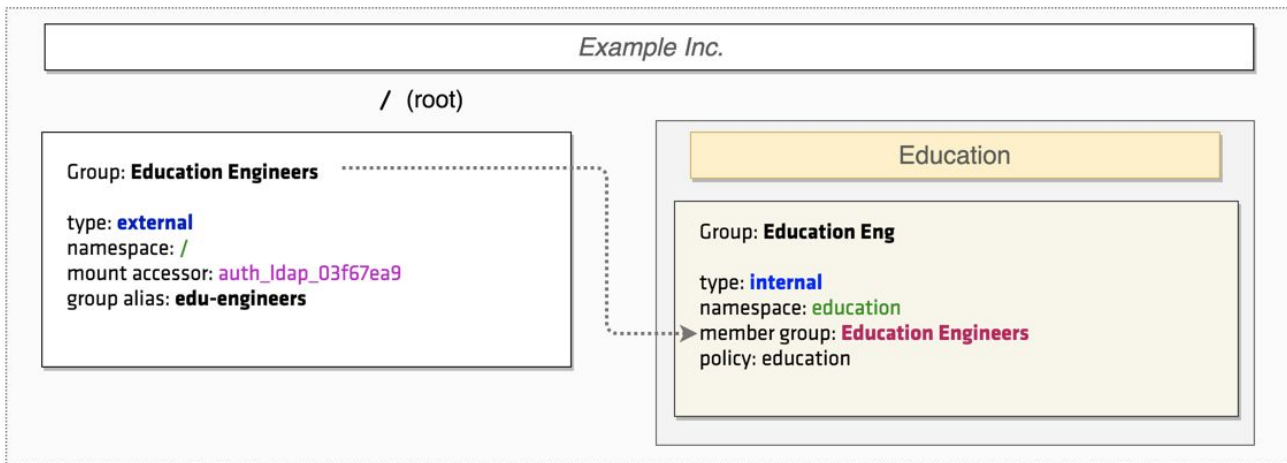 Example Inc.
/ (root)
Group: Education Engineers
type: external
namespace: /
mount accessor: auth_ldap_03f67ea9
group alias: edu-engineers
Education
Group: Education Eng
type: internal
namespace: education
member group: Education Engineers
policy: education